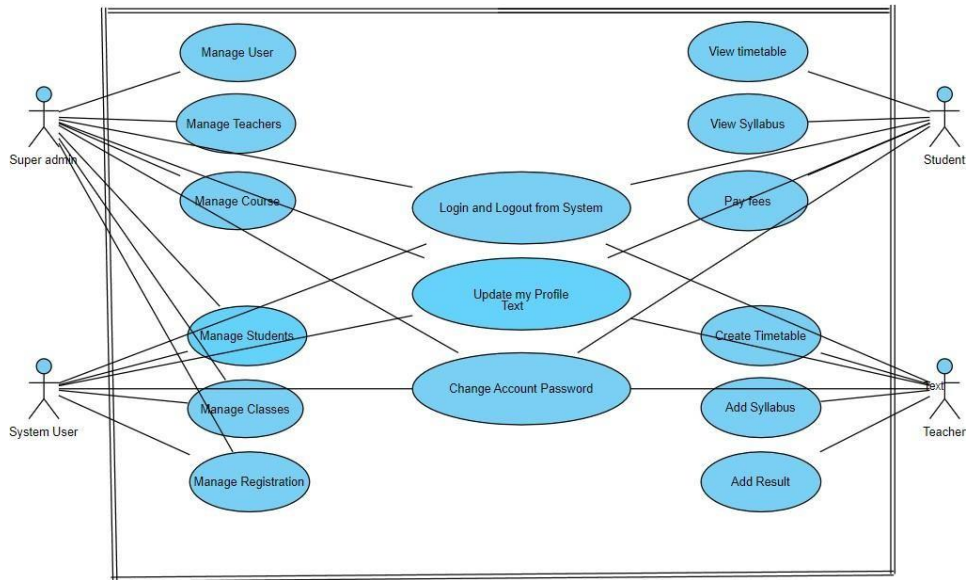 Manage User
View timetable
Manage Teachers
View Syllabus
Super admin
Student
Manage Course
Login and Logout from System
Pay fees
Update my Profile
Text
Manage Students
Create Timetable
Change Account Password
Text
Manage Classes
Add Syllabus
System User
Teacher
Manage Registration
Add Result